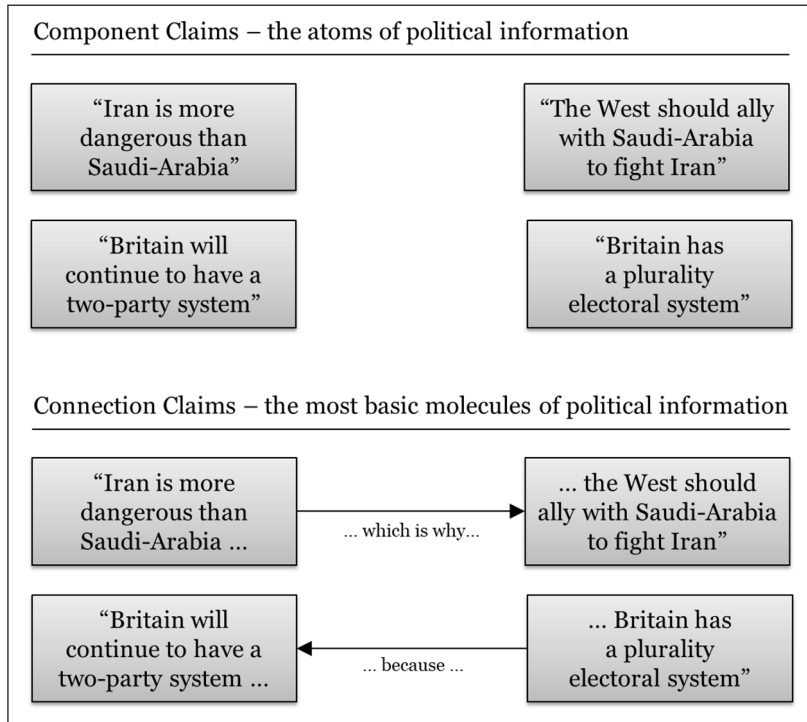 Component Claims – the atoms of political information
“Iran is more
dangerous than
Saudi-Arabia”
“The West should ally
with Saudi-Arabia
to fight Iran”
“Britain will
continue to have a
two-party system”
“Britain has
a plurality
electoral system”
Connection Claims – the most basic molecules of political information
“Iran is more
dangerous than
Saudi-Arabia ...
... which is why...
... the West should
ally with Saudi-Arabia
to fight Iran”
“Britain will
continue to have a
two-party system ...
... because ...
... Britain has
a plurality
electoral system”